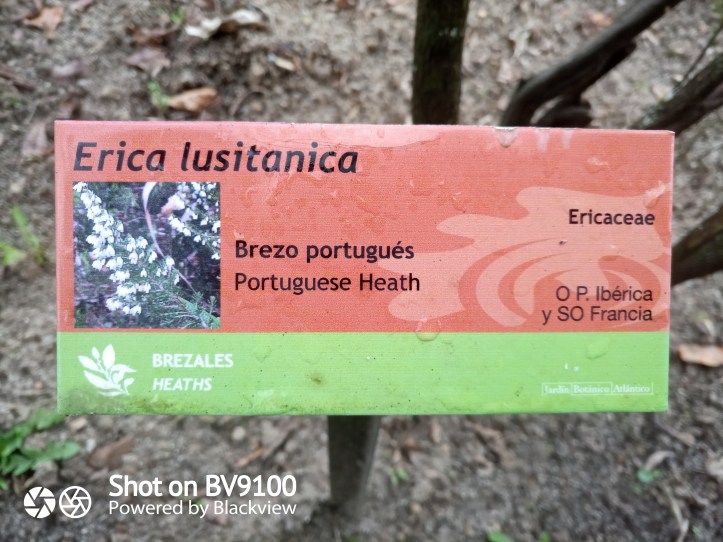 Erica lusitanica
Ericaceae
Brezo portugués
Portuguese Heath
O P. Ibérica
y SO Francia
BREZALES
HEATHS
Jardín Botánico Atlántico
Shot on BV9100
Powered by Blackview